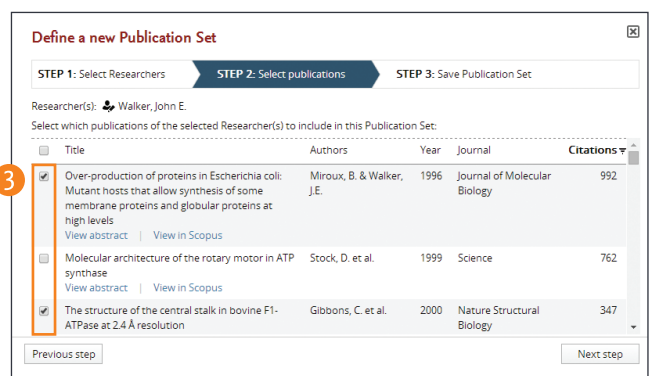 Define a new Publication Set
STEP 1: Select Researchers
STEP 2: Select publications
STEP 3: Save Publication Set
Researcher(s): Walker, John E.
Select which publications of the selected Researcher(s) to include in this Publication Set:
Title Authors Year Journal Citations
3
Over-production of proteins in Escherichia coli: Miroux, B. & Walker, 1996 Journal of Molecular 992
Mutant hosts that allow synthesis of some J.E. Biology
membrane proteins and globular proteins at
high levels
View abstract | View in Scopus
Molecular architecture of the rotary motor in ATP Stock, D. et al. 1999 Science 762
synthase
View abstract | View in Scopus
The structure of the central stalk in bovine F1- Gibbons, C. et al. 2000 Nature Structural 347
ATPase at 2.4 Å resolution Biology
Previous step
Next step